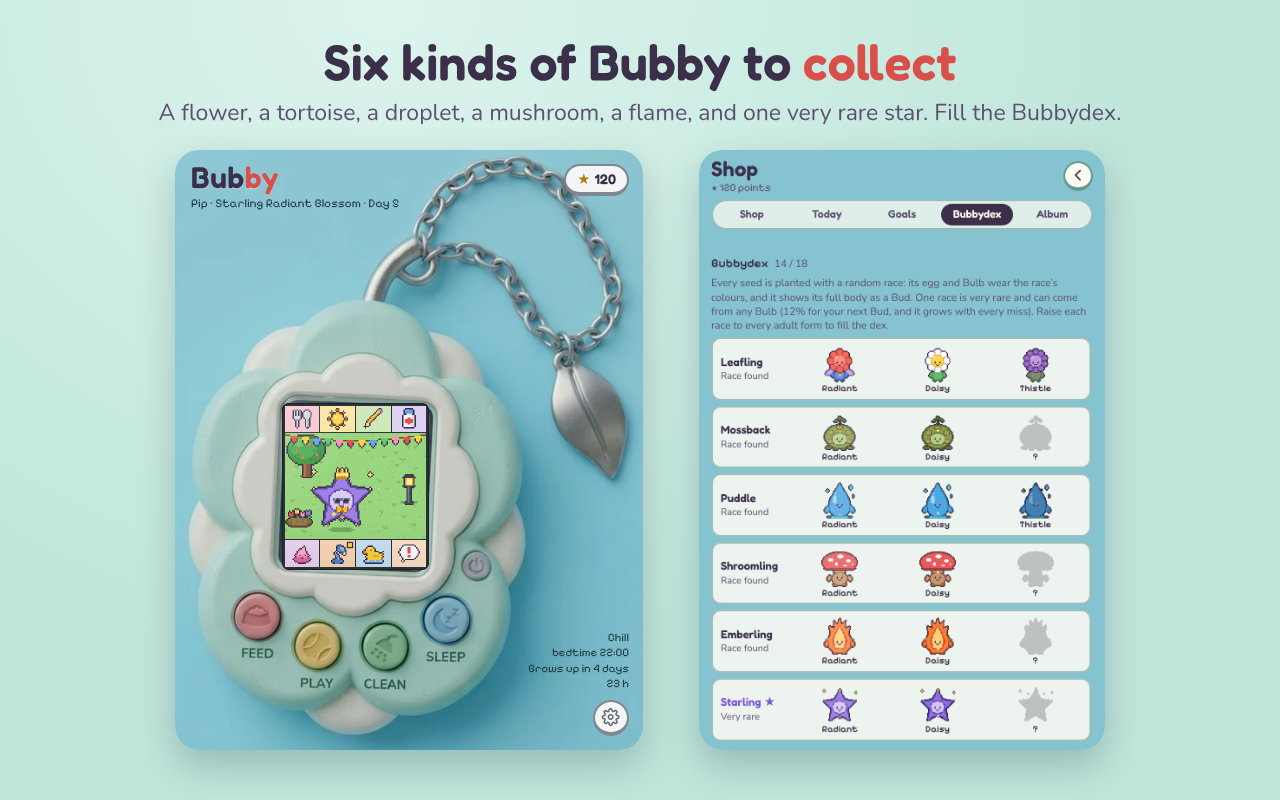 Six kinds of Bubby to collect
A flower, a tortoise, a droplet, a mushroom, a flame, and one very rare star. Fill the Bubbydex.
Bubby
★ 120
Pip · Starling Radiant Blossom · Day 8
FEED
PLAY
CLEAN
SLEEP
Chill
bedtime 22:00
Grows up in 4 days
23 h
Shop
★ 120 points
Shop Today Goals Bubbydex Album
Bubbydex 14 / 18
Every seed is planted with a random race: its egg and Bulb wear the race's
colours, and it shows its full body as a Bud. One race is very rare and can come
from any Bulb (12% for your next Bud, and it grows with every miss). Raise each
race to every adult form to fill the dex.
Leafling
Race found
Radiant Daisy Thistle
Mossback
Race found
Radiant Daisy ?
Puddle
Race found
Radiant Daisy Thistle
Shroomling
Race found
Radiant Daisy ?
Emberling
Race found
Radiant Daisy ?
Starling ★
Very rare
Radiant Daisy ?